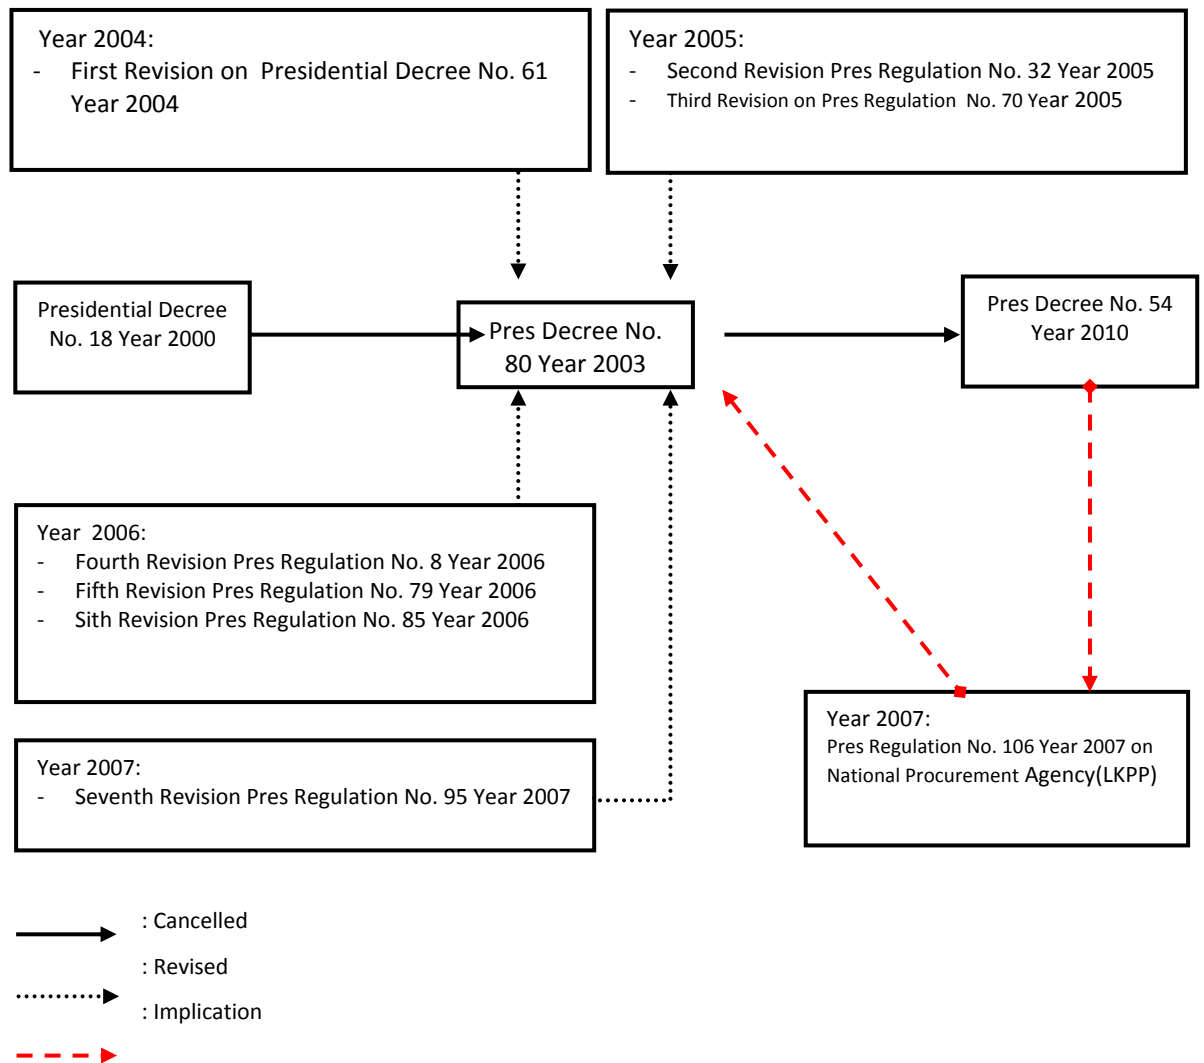 Year 2004:
- First Revision on Presidential Decree No. 61
Year 2004
Year 2005:
- Second Revision Pres Regulation No. 32 Year 2005
- Third Revision on Pres Regulation No. 70 Year 2005
Presidential Decree
No. 18 Year 2000
Pres Decree No.
80 Year 2003
Pres Decree No. 54
Year 2010
Year 2006:
- Fourth Revision Pres Regulation No. 8 Year 2006
- Fifth Revision Pres Regulation No. 79 Year 2006
- Sith Revision Pres Regulation No. 85 Year 2006
Year 2007:
- Seventh Revision Pres Regulation No. 95 Year 2007
Year 2007:
Pres Regulation No. 106 Year 2007 on
National Procurement Agency(LKPP)
: Cancelled
: Revised
: Implication